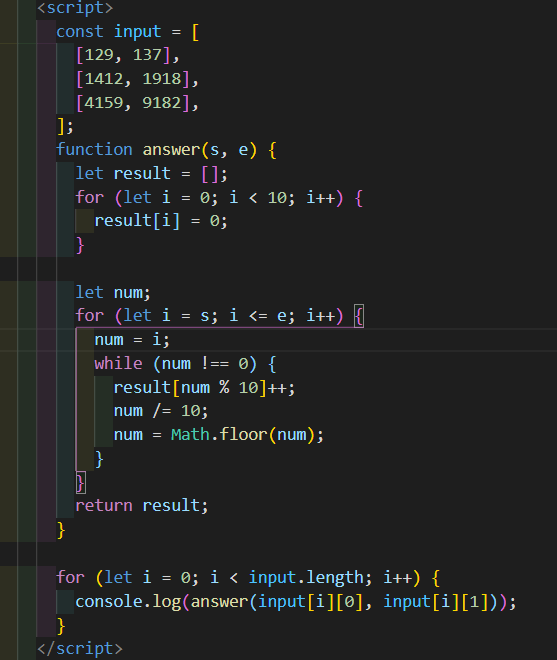 <script>
const input = [
[129, 137],
[1412, 1918],
[4159, 9182],
];
function answer(s, e) {
let result = [];
for (let i = 0; i < 10; i++) {
result[i] = 0;
}
let num;
for (let i = s; i <= e; i++) {
num = i;
while (num !== 0) {
result[num % 10]++;
num /= 10;
num = Math.floor(num);
}
}
return result;
}
for (let i = 0; i < input.length; i++) {
console.log(answer(input[i][0], input[i][1]));
}
</script>